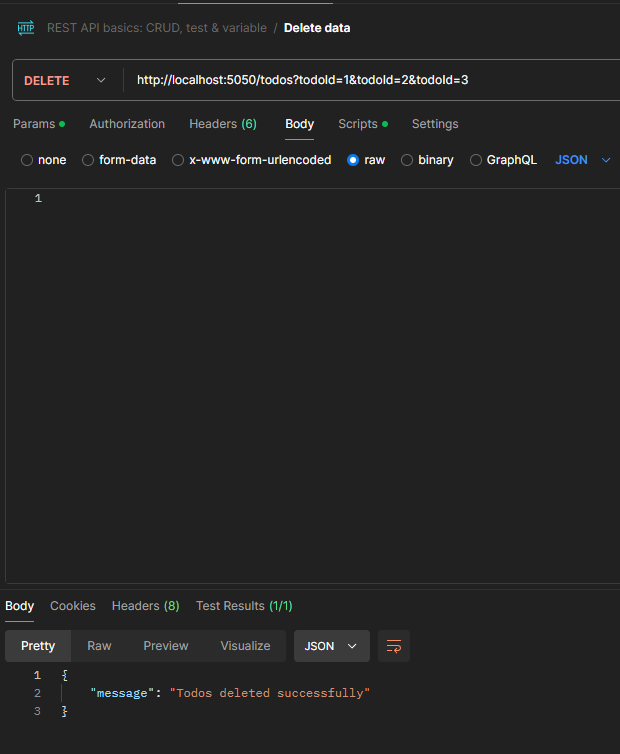 HTTP REST API basics: CRUD, test & variable / Delete data
DELETE http://localhost:5050/todos?todoId=1&todoId=2&todoId=3
Params Authorization Headers (6) Body Scripts Settings
none form-data x-www-form-urlencoded raw binary GraphQL JSON
1
Body Cookies Headers (8) Test Results (1/1)
Pretty Raw Preview Visualize JSON
1 {
2 "message": "Todos deleted successfully"
3 }